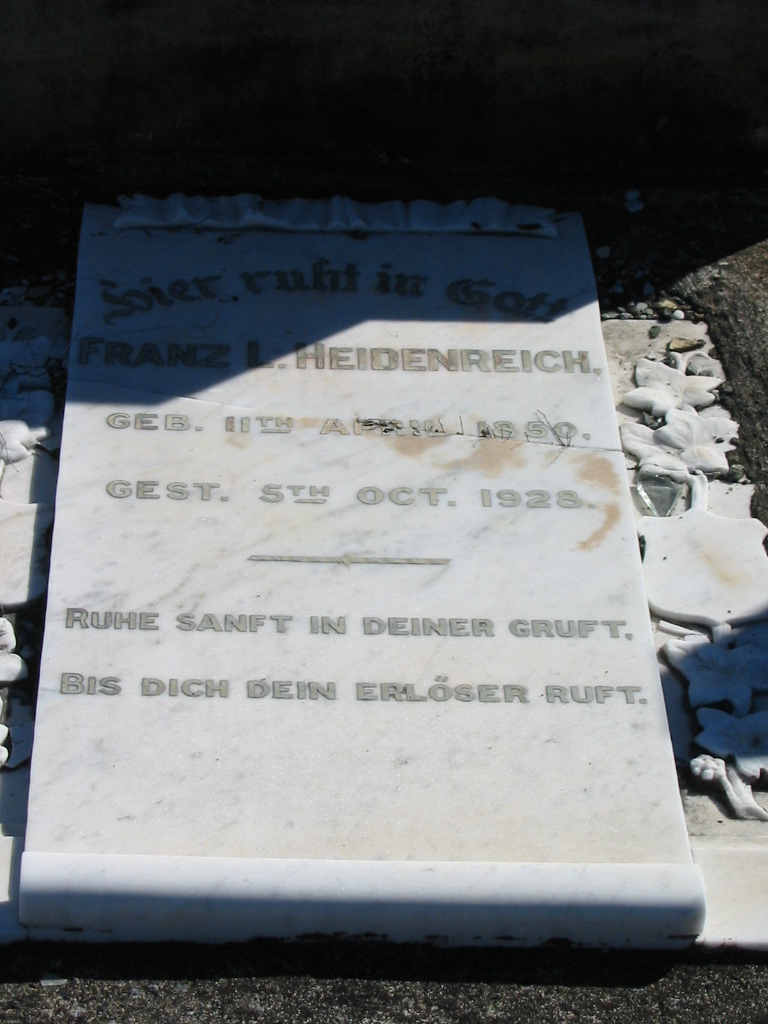 Hier ruht in Gott
FRANZ L. HEIDENREICH,
GEB. 11TH APRIL 1850.
GEST. 5TH OCT. 1928.
RUHE SANFT IN DEINER GRUFT,
BIS DICH DEIN ERLÖSER RUFT.